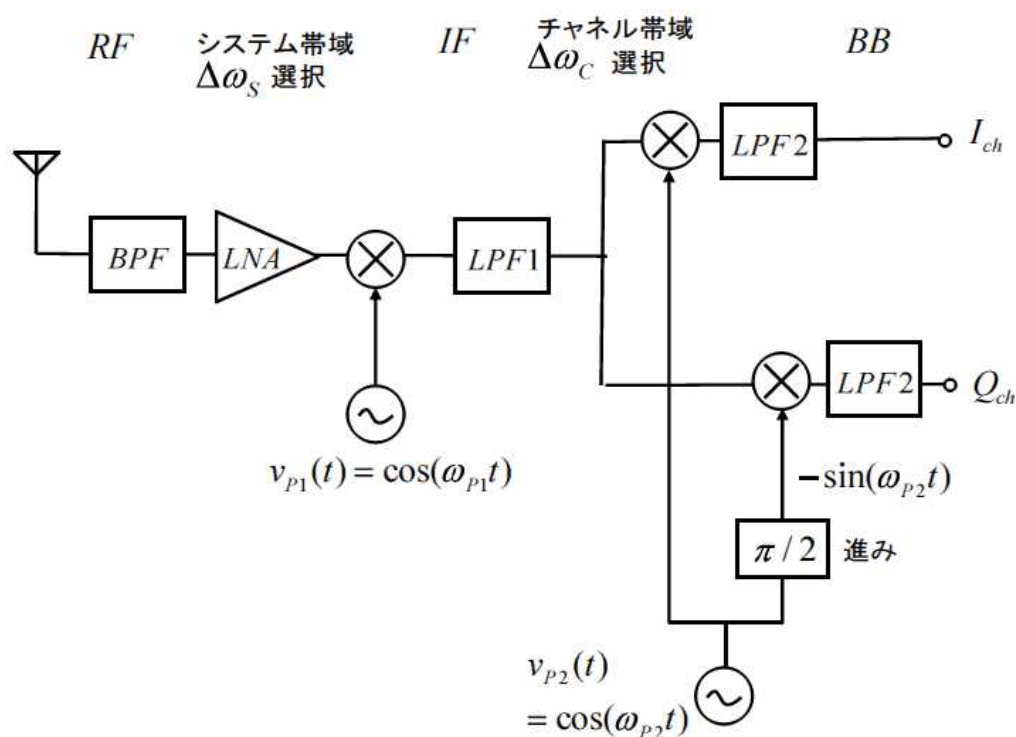 RF
システム帯域
Δω_S 選択
IF
チャネル帯域
Δω_C 選択
BB
LPF2
I_ch
BPF
LNA
LPF1
LPF2
Q_ch
v_P1(t) = cos(ω_P1 t)
−sin(ω_P2 t)
π / 2 進み
v_P2(t)
= cos(ω_P2 t)